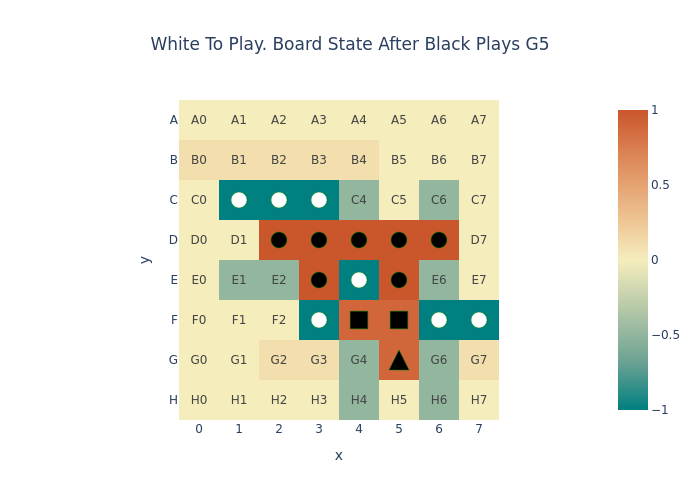 White To Play. Board State After Black Plays G5
A A0 A1 A2 A3 A4 A5 A6 A7
B B0 B1 B2 B3 B4 B5 B6 B7
C C0 C4 C5 C6 C7
D D0 D1 D7
E E0 E1 E2 E6 E7
F F0 F1 F2
G G0 G1 G2 G3 G4 G6 G7
H H0 H1 H2 H3 H4 H5 H6 H7
0 1 2 3 4 5 6 7
x
y
1
0.5
0
−0.5
−1